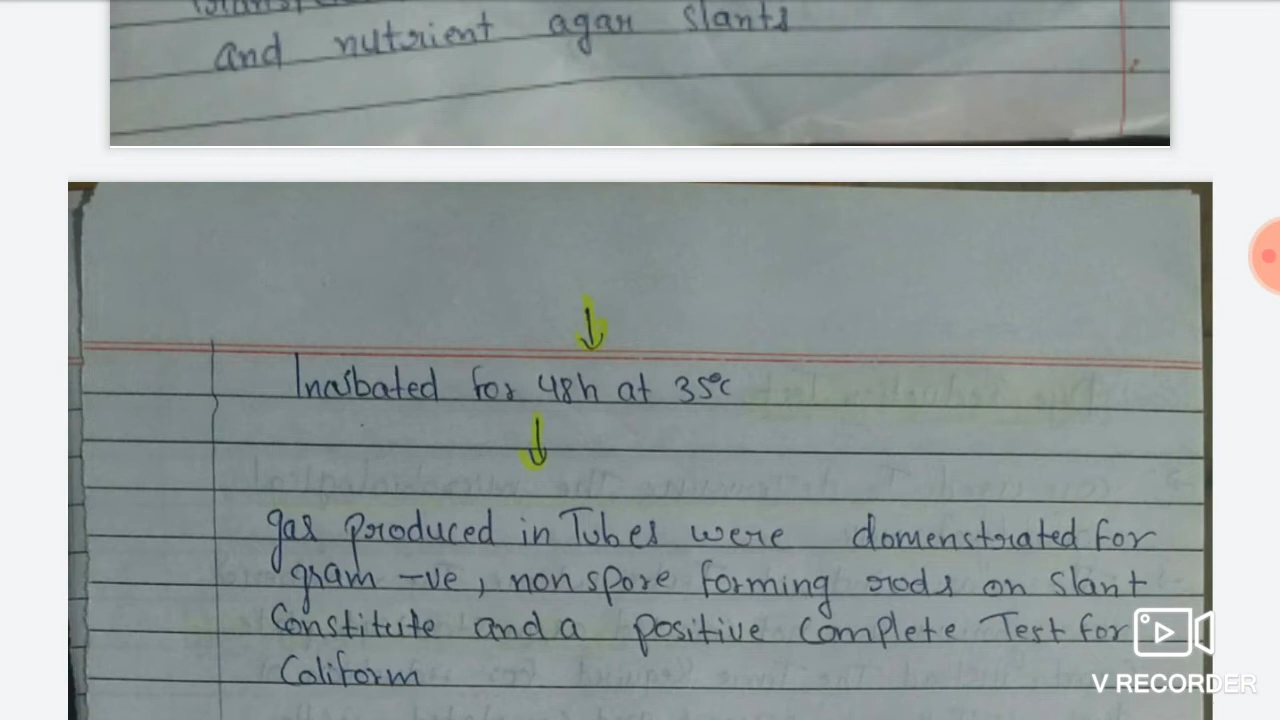 and nutrient agar slants
↓
Incubated for 48h at 35°c
↓
gas produced in Tubes were domenstrated for
gram -ve, non spore forming rods on slant
Constitute and a positive complete Test for
Coliform
V RECORDER